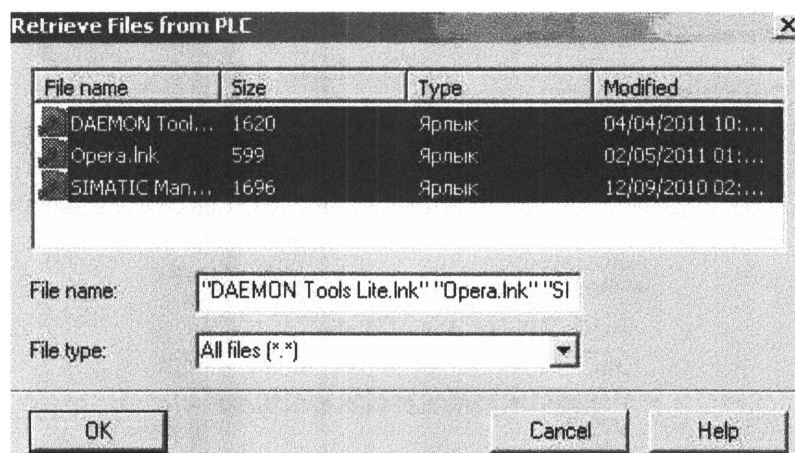 Retrieve Files from PLC
File name Size Type Modified
DAEMON Tool... 1620 Ярлык 04/04/2011 10:...
Opera.lnk 599 Ярлык 02/05/2011 01:...
SIMATIC Man... 1696 Ярлык 12/09/2010 02:...
File name: "DAEMON Tools Lite.lnk" "Opera.lnk" "SI
File type: All files (*.*)
OK Cancel Help